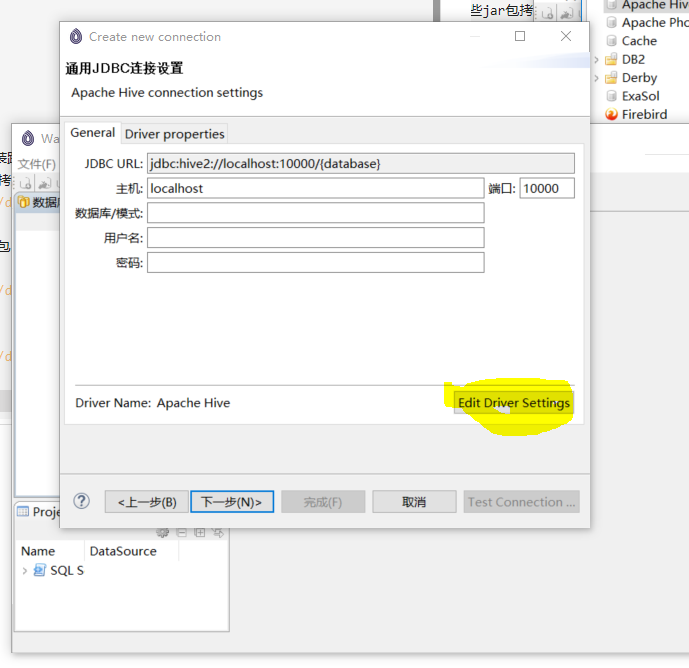 些jar包拷
Apache Hiv
Apache Pho
Cache
DB2
Derby
ExaSol
Firebird
Create new connection
通用JDBC连接设置
Apache Hive connection settings
General Driver properties
JDBC URL: jdbc:hive2://localhost:10000/{database}
主机: localhost 端口: 10000
数据库/模式:
用户名:
密码:
Driver Name: Apache Hive Edit Driver Settings
<上一步(B) 下一步(N)> 完成(F) 取消 Test Connection ...
Wa
文件(F)
拷
/d
数据库
包
/d
/d
Proje
Name DataSource
SQL S